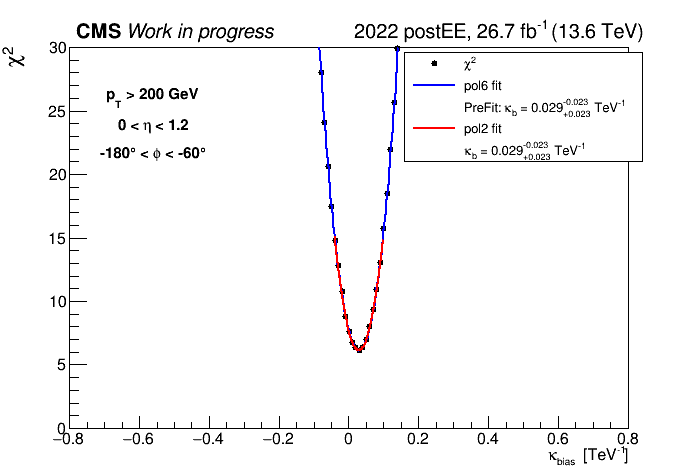 CMS Work in progress 2022 postEE, 26.7 fb⁻¹ (13.6 TeV)
χ²
30
25
20
15
10
5
0
p_T > 200 GeV
0 < η < 1.2
-180° < ϕ < -60°
χ²
pol6 fit
PreFit: κ_b = 0.029^{-0.023}_{+0.023} TeV⁻¹
pol2 fit
κ_b = 0.029^{-0.023}_{+0.023} TeV⁻¹
−0.8 −0.6 −0.4 −0.2 0 0.2 0.4 0.6 0.8
κ_bias [TeV⁻¹]